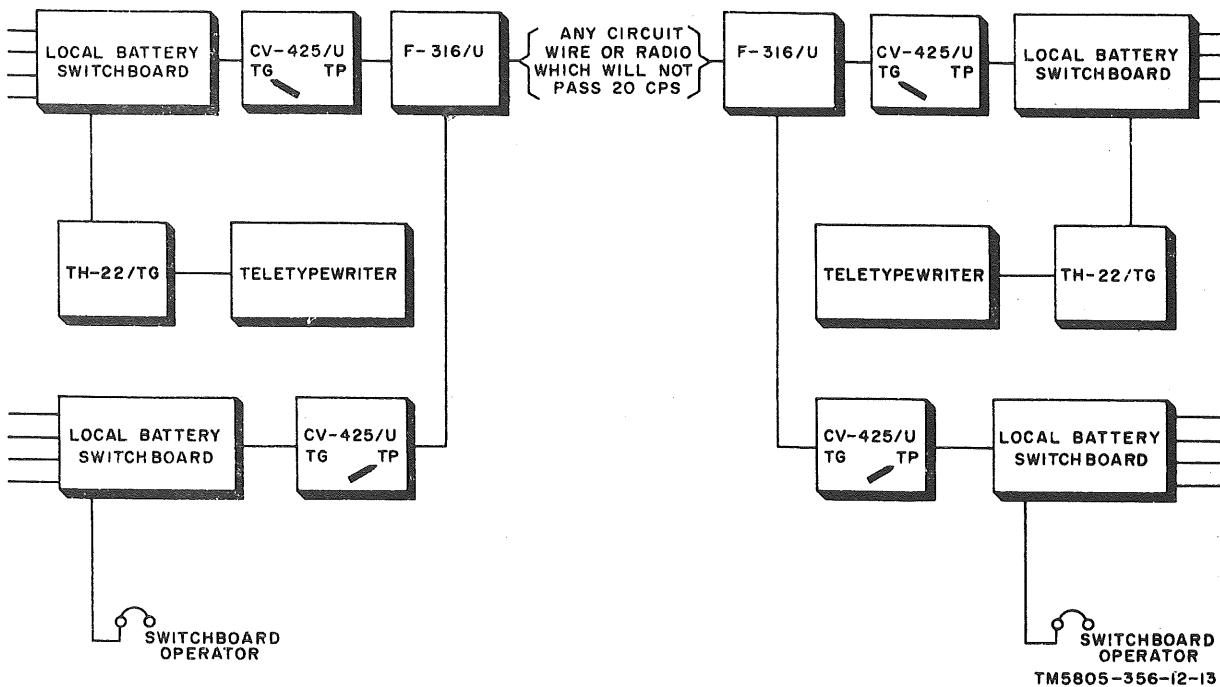 LOCAL BATTERY
SWITCHBOARD
CV-425/U
TG TP
F-316/U
ANY CIRCUIT
WIRE OR RADIO
WHICH WILL NOT
PASS 20 CPS
F-316/U
CV-425/U
TG TP
LOCAL BATTERY
SWITCHBOARD
TH-22/TG
TELETYPEWRITER
TELETYPEWRITER
TH-22/TG
LOCAL BATTERY
SWITCHBOARD
CV-425/U
TG TP
CV-425/U
TG TP
LOCAL BATTERY
SWITCHBOARD
SWITCHBOARD
OPERATOR
SWITCHBOARD
OPERATOR
TM5805-356-12-13